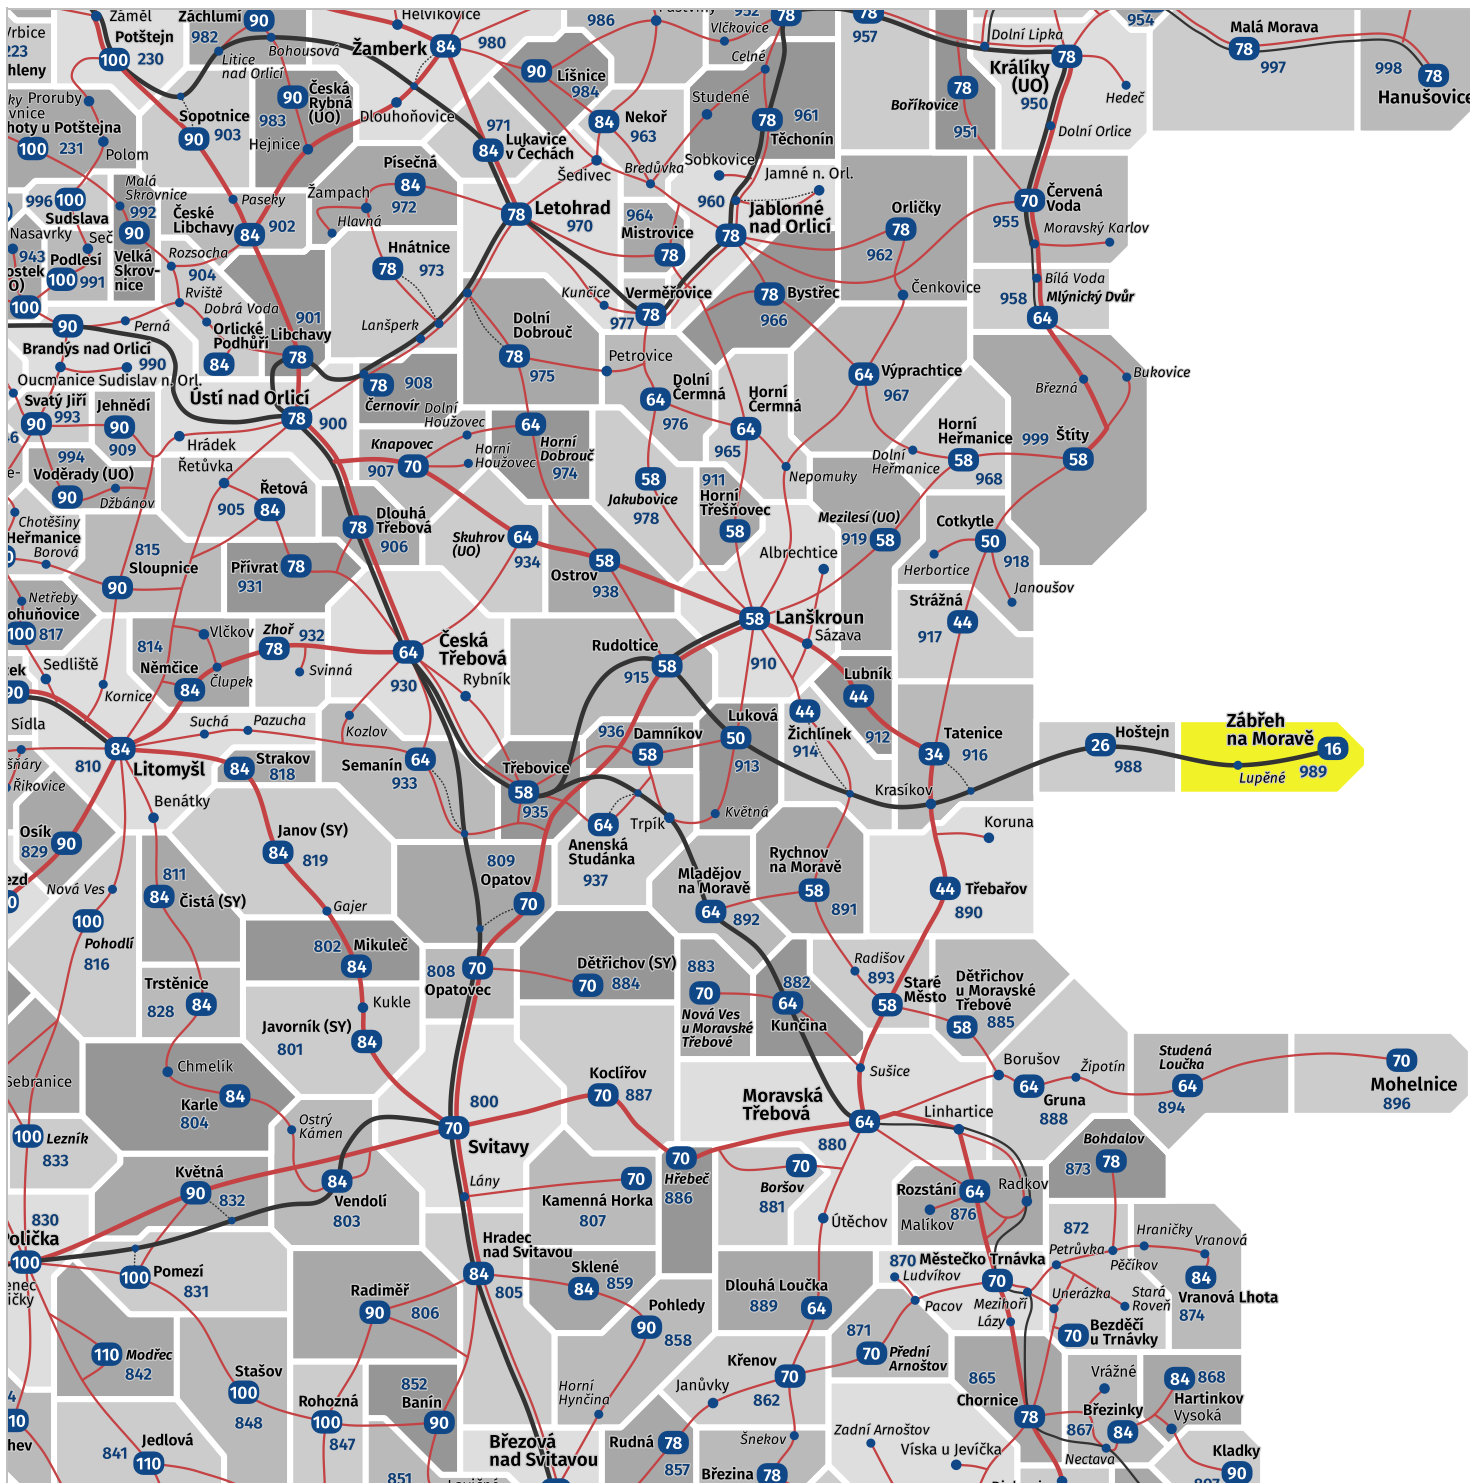 Záměl
Záchlumí
90
982
Helvíkovice
986
952
78
78
957
954
Vrbice
223
Potštejn
100
230
Litice
nad Orlicí
Bohousová
Žamberk
84
980
Vlčkovice
Celné
Dolní Lipka
Malá Morava
78
997
998
78
Hanušovice
Králíky
(UO)
78
950
Hedeč
Líšnice
90
984
Česká
Rybná
(UO)
90
983
Dlouhoňovice
Studené
961
78
Těchonín
Boříkovice
78
951
Dolní Orlice
Proruby
hoty u Potštejna
100
231
Polom
Sopotnice
90
903
Hejnice
971
Lukavice
v Čechách
84
Nekoř
84
963
Šedivec
Bredůvka
Sobkovice
Jamné n. Orl.
960
Písečná
84
972
Žampach
Hlavná
Malá
Skrovnice
992
90
996
100
Sudslava
Seč
Nasavrky
943
Podlesí
100
991
Velká
Skrov-
nice
Paseky
České
Libchavy
84
902
Rozsocha
904
Rviště
Letohrad
78
970
964
Mistrovice
78
Jablonné
nad Orlicí
78
Orličky
78
962
Červená
Voda
70
955
Moravský Karlov
Bílá Voda
958
Mlýnický Dvůr
64
Hnátnice
78
973
Kunčice
Verměřovice
78
977
Bystřec
78
966
Čenkovice
100
90
Perná
Brandýs nad Orlicí
990
Dobrá Voda
Orlické
Podhůří
84
901
Libchavy
78
Lanšperk
Dolní
Dobrouč
78
975
Petrovice
Oucmanice
Sudislav n. Orl.
Svatý Jiří
90
993
Jehnědí
90
909
Ústí nad Orlicí
78
900
78
908
Černovír
Dolní
Houžovec
Dolní
Čermná
64
976
Horní
Čermná
64
965
Výprachtice
64
967
Březná
Bukovice
Hrádek
Knapovec
907
70
Horní
Houžovec
64
Horní
Dobrouč
974
Horní
Heřmanice
58
968
999
Štíty
58
Dolní
Heřmanice
Nepomuky
994
Voděrady (UO)
90
Džbánov
Řetůvka
905
Řetová
84
58
Jakubovice
978
911
Horní
Třešňovec
58
Mezilesí (UO)
919
58
Cotkytle
50
918
Herbortice
Janoušov
Chotěšiny
Heřmanice
Borová
815
Sloupnice
90
Dlouhá
Třebová
78
906
Skuhrov
(UO)
64
934
Ostrov
58
938
Albrechtice
Přívrat
78
931
Strážná
44
917
Netřeby
ohuňovice
100
817
Vlčkov
814
Němčice
84
Člupek
Zhoř
78
932
Svinná
64
Česká
Třebová
930
Rybník
Rudoltice
58
915
58
Lanškroun
910
Sázava
Lubník
44
912
Sedliště
90
Kornice
Sídla
Suchá
Pazucha
Kozlov
Semanín
64
933
84
810
Litomyšl
Strakov
84
818
Benátky
Řikovice
936
Damníkov
58
Třebovice
58
935
64
Anenská
Studánka
937
Trpík
Luková
50
913
Květná
44
Žichlínek
914
Tatenice
34
916
Krasíkov
26
Hoštejn
988
Zábřeh
na Moravě
16
Lupěné
989
Koruna
Osík
829
90
Nová Ves
100
Pohodlí
816
811
84
Čistá (SY)
Janov (SY)
84
819
Gajer
809
Opatov
70
Mladějov
na Moravě
64
892
Rychnov
na Moravě
58
891
44
Třebařov
890
802
Mikuleč
84
Trstěnice
828
84
Kukle
Javorník (SY)
801
84
808
70
Opatovec
Dětřichov (SY)
70
884
883
70
Nová Ves
u Moravské
Třebové
882
64
Kunčina
Radišov
893
58
Staré
Město
Dětřichov
u Moravské
Třebové
58
885
Sebranice
Chmelík
Karle
84
804
Ostrý
Kámen
800
70
Svitavy
Koclířov
70
887
Sušice
Moravská
Třebová
64
880
Linhartice
Borušov
64
Gruna
888
Žipotín
Studená
Loučka
64
894
70
Mohelnice
896
100
Lezník
833
Květná
90
832
84
Vendolí
803
Lány
Kamenná Horka
70
807
70
Hřebeč
886
70
Boršov
881
Útěchov
Rozstání
64
876
Malíkov
Radkov
Bohdalov
873
78
872
Petrůvka
Pěčíkov
Hraničky
Vranová
84
Vranová Lhota
874
830
100
Pomezí
100
831
Hradec
nad Svitavou
84
805
Sklené
84
859
Dlouhá Loučka
889
64
870
Ludvíkov
Pacov
Městečko Trnávka
70
Mezihoří
Lázy
Unerázka
Stará
Roveň
70
Bezděčí
u Trnávky
Radiměř
90
806
Pohledy
90
858
871
70
Přední
Arnoštov
Křenov
70
862
Janůvky
110
Modřec
842
Stašov
100
848
Rohozná
100
847
852
Banín
90
Horní
Hynčina
865
Chornice
78
Vrážné
84
868
Hartinkov
Vysoká
Březinky
84
867
Nectava
Kladky
90
841
Jedlová
110
851
Březová
nad Svitavou
Rudná
78
857
Šnekov
Březina
78
Zadní Arnoštov
Víska u Jevíčka